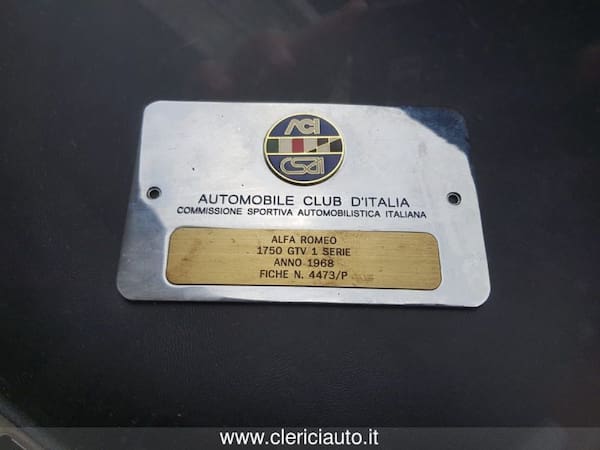 ACI
CSAI
AUTOMOBILE CLUB D'ITALIA
COMMISSIONE SPORTIVA AUTOMOBILISTICA ITALIANA
ALFA ROMEO
1750 GTV 1 SERIE
ANNO 1968
FICHE N. 4473/P
www.clericiauto.it